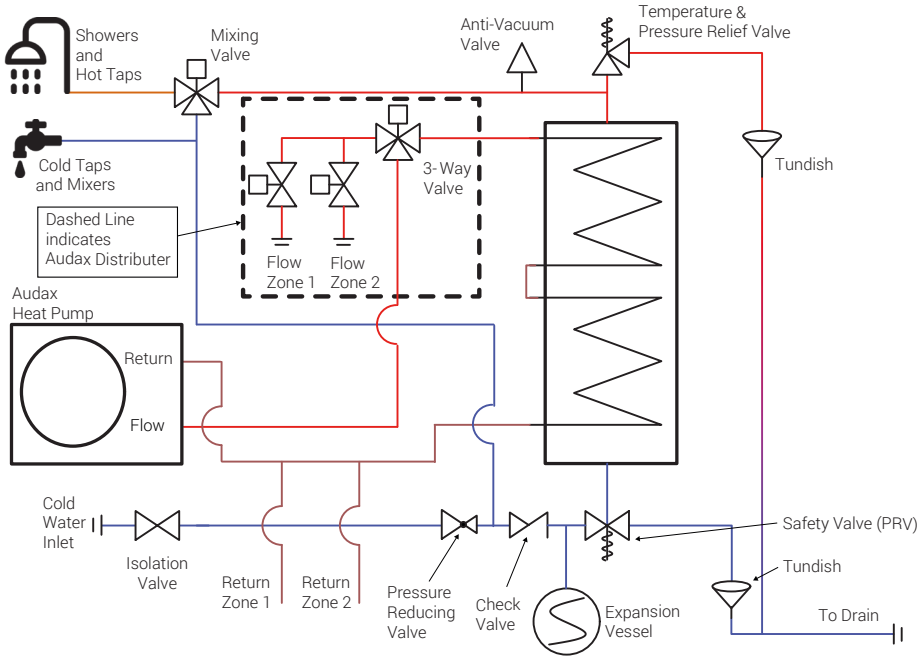 Showers
and
Hot Taps
Mixing
Valve
Anti-Vacuum
Valve
Temperature &
Pressure Relief Valve
Cold Taps
and Mixers
3-Way
Valve
Tundish
Dashed Line
indicates
Audax Distributer
Flow
Zone 1
Flow
Zone 2
Audax
Heat Pump
Return
Flow
Cold
Water
Inlet
Isolation
Valve
Return
Zone 1
Return
Zone 2
Pressure
Reducing
Valve
Check
Valve
Expansion
Vessel
Safety Valve (PRV)
Tundish
To Drain